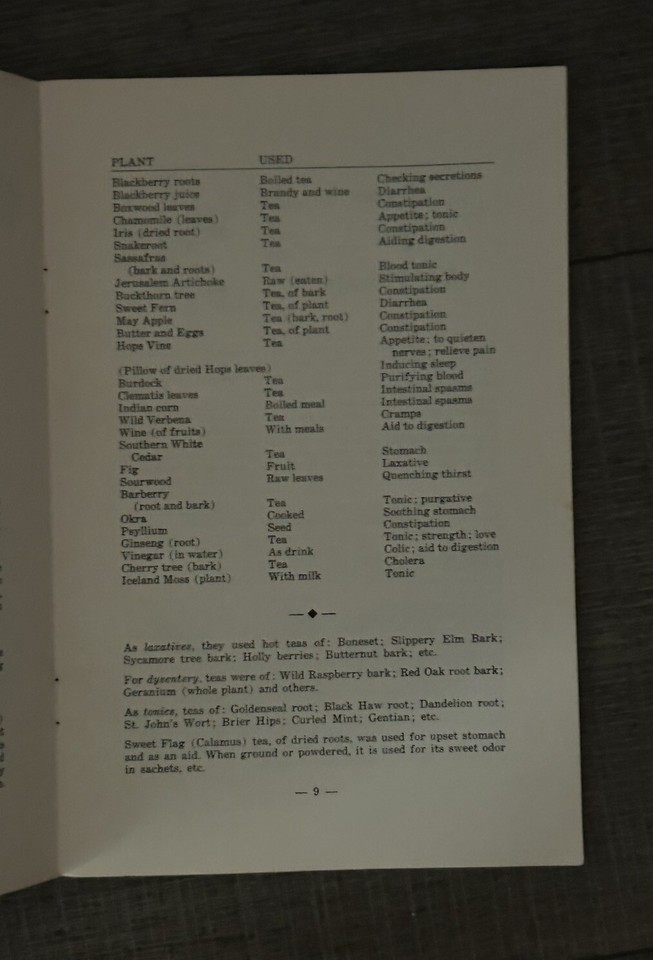 PLANT USED
Blackberry roots Boiled tea Checking secretions
Blackberry juice Brandy and wine Diarrhea
Boxwood leaves Tea Constipation
Chamomile (leaves) Tea Appetite; tonic
Iris (dried root) Tea Constipation
Snakeroot Tea Aiding digestion
Sassafras
(bark and roots) Tea Blood tonic
Jerusalem Artichoke Raw (eaten) Stimulating body
Buckthorn tree Tea, of bark Constipation
Sweet Fern Tea, of plant Diarrhea
May Apple Tea (bark, root) Constipation
Butter and Eggs Tea, of plant Constipation
Hops Vine Tea Appetite; to quieten
nerves; relieve pain
(Pillow of dried Hops leaves) Inducing sleep
Burdock Tea Purifying blood
Clematis leaves Tea Intestinal spasms
Indian corn Boiled meal Intestinal spasms
Wild Verbena Tea Cramps
Wine (of fruits) With meals Aid to digestion
Southern White
Cedar Tea Stomach
Fig Fruit Laxative
Sourwood Raw leaves Quenching thirst
Barberry
(root and bark) Tea Tonic; purgative
Okra Cooked Soothing stomach
Psyllium Seed Constipation
Ginseng (root) Tea Tonic; strength; love
Vinegar (in water) As drink Colic; aid to digestion
Cherry tree (bark) Tea Cholera
Iceland Moss (plant) With milk Tonic
As laxatives, they used hot teas of: Boneset; Slippery Elm Bark;
Sycamore tree bark; Holly berries; Butternut bark; etc.
For dysentery, teas were of: Wild Raspberry bark; Red Oak root bark;
Geranium (whole plant) and others.
As tonics, teas of: Goldenseal root; Black Haw root; Dandelion root;
St. John's Wort; Brier Hips; Curled Mint; Gentian; etc.
Sweet Flag (Calamus) tea, of dried roots, was used for upset stomach
and as an aid. When ground or powdered, it is used for its sweet odor
in sachets, etc.
— 9 —